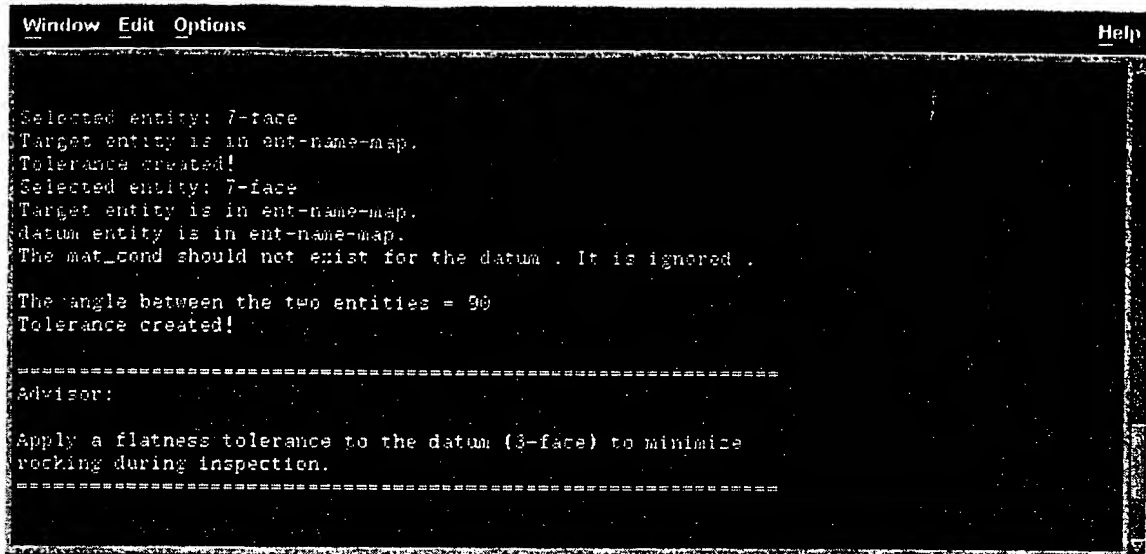 Window Edit Options Help
Selected entity: 7-face
Target entity is in ent-name-map.
Tolerance created!
Selected entity: 7-face
Target entity is in ent-name-map.
datum entity is in ent-name-map.
The mat_cond should not exist for the datum . It is ignored .
The angle between the two entities = 90
Tolerance created!
================================================================
Advisor:
Apply a flatness tolerance to the datum (3-face) to minimize
rocking during inspection.
================================================================